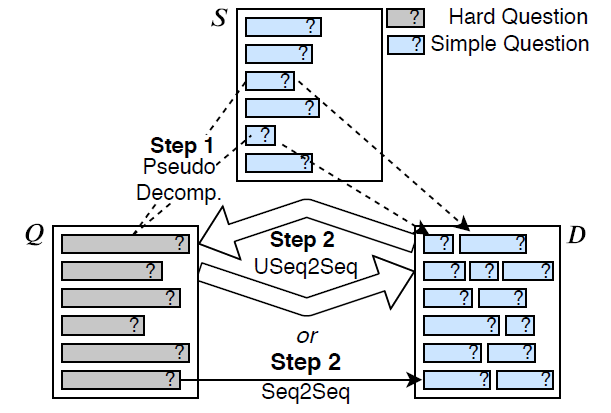 S
? Hard Question
? Simple Question
?
?
?
?
?
?
Step 1
Pseudo
Decomp.
Q
D
Step 2
USeq2Seq
or
Step 2
Seq2Seq
?
?
?
?
?
?
? ?
? ? ?
? ?
? ?
? ?
? ?